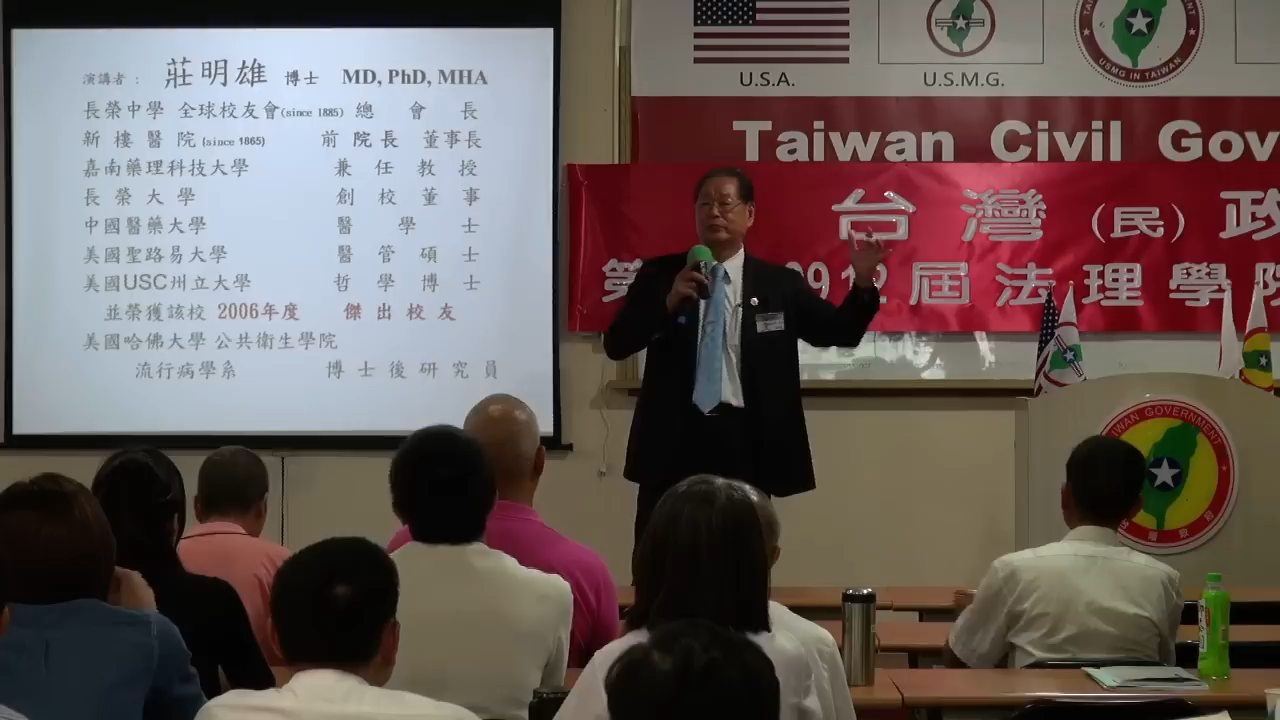 演講者： 莊明雄 博士 MD, PhD, MHA
長榮中學 全球校友會(since 1885) 總會長
新樓醫院(since 1865) 前院長 董事長
嘉南藥理科技大學 兼任教授
長榮大學 創校董事
中國醫藥大學 醫學士
美國聖路易大學 醫管碩士
美國USC州立大學 哲學博士
並榮獲該校 2006年度 傑出校友
美國哈佛大學 公共衛生學院
流行病學系 博士後研究員
U.S.A.
U.S.M.G.
USMG IN TAIWAN
Taiwan Civil Gov
台灣(民)政
第 0912屆法理學院
WAN GOVERNMENT